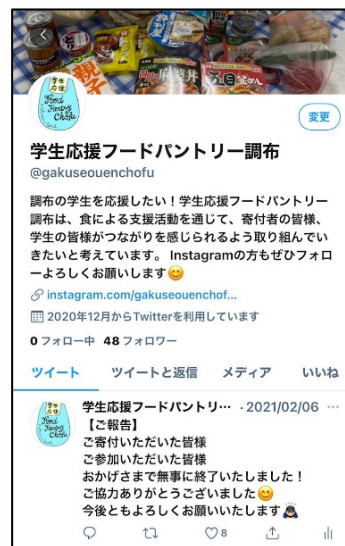 親子丼
麻婆丼
五目釜めし
学生
応援
Food
Pantry
Chofu
変更
学生応援フードパントリー調布
@gakuseouenchofu
調布の学生を応援したい！学生応援フードパントリー
調布は、食による支援活動を通じて、寄付者の皆様、
学生の皆様がつながりを感じられるよう取り組んでい
きたいと考えています。 Instagramの方もぜひフォロ
ーよろしくお願いします😊
instagram.com/gakuseouenchof...
2020年12月からTwitterを利用しています
0 フォロー中 48 フォロワー
ツイート ツイートと返信 メディア いいね
学生応援フードパントリ… · 2021/02/06 …
【ご報告】
ご寄付いただいた皆様
ご参加いただいた皆様
おかげさまで無事に終了いたしました！
ご協力ありがとうございました😊
今後ともよろしくお願いいたします🙇
8